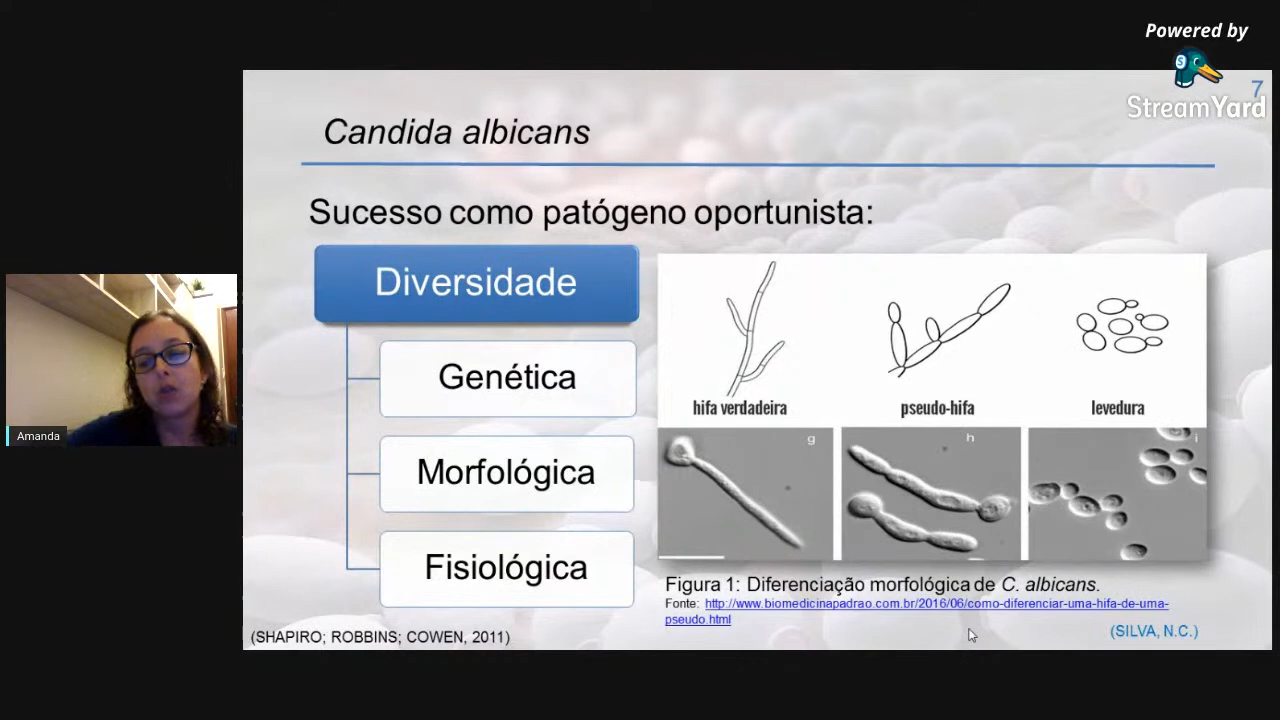 Powered by
StreamYard
7
Candida albicans
Sucesso como patógeno oportunista:
Diversidade
Genética
Morfológica
Fisiológica
hifa verdadeira
pseudo-hifa
levedura
g
h
i
Figura 1: Diferenciação morfológica de C. albicans.
Fonte: http://www.biomedicinapadrao.com.br/2016/06/como-diferenciar-uma-hifa-de-uma-
pseudo.html
(SHAPIRO; ROBBINS; COWEN, 2011)
(SILVA, N.C.)
Amanda